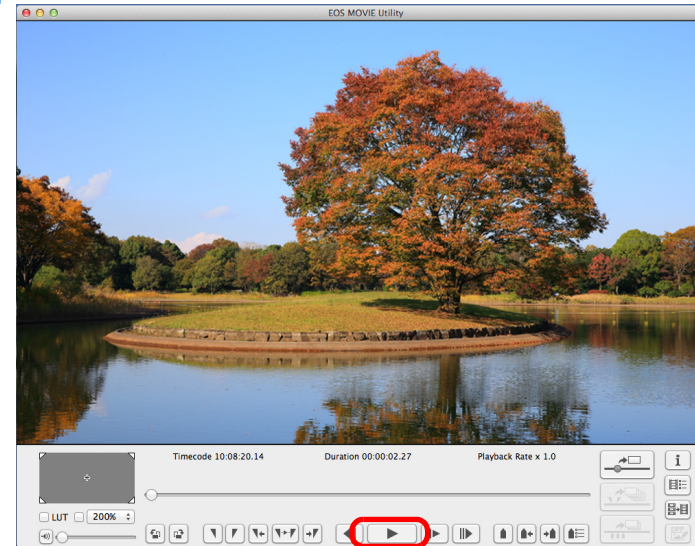 EOS MOVIE Utility
Timecode 10:08:20.14 Duration 00:00:02.27 Playback Rate x 1.0
LUT 200%